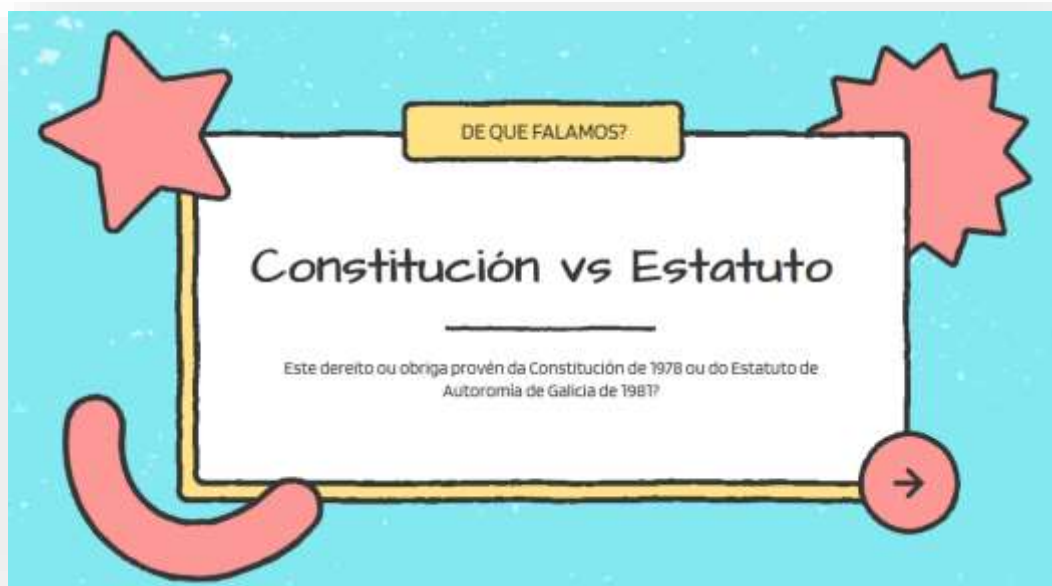 DE QUE FALAMOS?
Constitución vs Estatuto
Este dereito ou obriga provén da Constitución de 1978 ou do Estatuto de
Autoromía de Galicia de 1981?